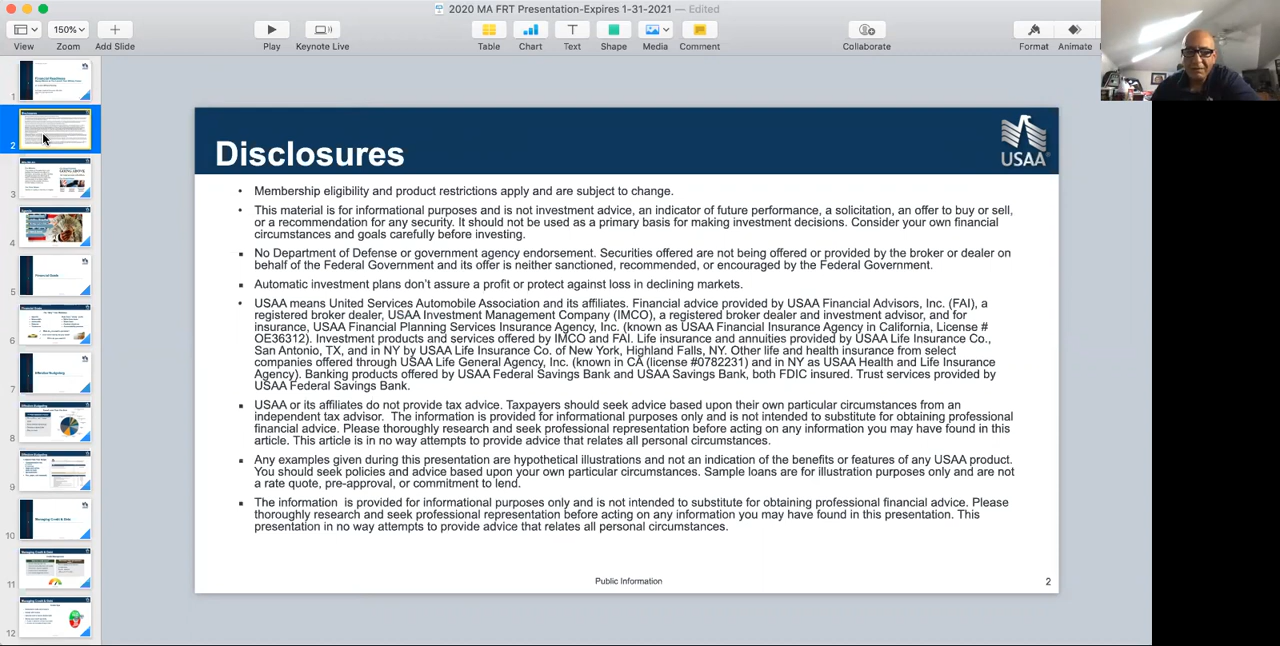 2020 MA FRT Presentation-Expires 1-31-2021 — Edited
150%
View
Zoom
Add Slide
Play
Keynote Live
Table
Chart
Text
Shape
Media
Comment
Collaborate
Format
Animate
1
2
3
4
5
6
7
8
9
10
11
12
Financial Goals
Effective Budgeting
Managing Credit & Debt
Disclosures
USAA®
• Membership eligibility and product restrictions apply and are subject to change.
• This material is for informational purposes and is not investment advice, an indicator of future performance, a solicitation, an offer to buy or sell,
or a recommendation for any security. It should not be used as a primary basis for making investment decisions. Consider your own financial
circumstances and goals carefully before investing.
▪ No Department of Defense or government agency endorsement. Securities offered are not being offered or provided by the broker or dealer on
behalf of the Federal Government and its offer is neither sanctioned, recommended, or encouraged by the Federal Government.
▪ Automatic investment plans don't assure profit or protect against loss in declining markets.
• USAA means United Services Automobile Association and its affiliates. Financial advice provided by USAA Financial Advisors, Inc. (FAI), a
registered broker dealer, USAA Investment Management Company (IMCO), a registered broker dealer and investment advisor, and for
insurance, USAA Financial Planning Services Insurance Agency, Inc. (known as USAA Financial Insurance Agency in California, License #
OE36312). Investment products and services offered by IMCO and FAI. Life insurance and annuities provided by USAA Life Insurance Co.,
San Antonio, TX, and in NY by USAA Life Insurance Co. of New York, Highland Falls, NY. Other life and health insurance from select
companies offered through USAA Life General Agency, Inc. (known in CA (license #0782231) and in NY as USAA Health and Life Insurance
Agency). Banking products offered by USAA Federal Savings Bank and USAA Savings Bank, both FDIC insured. Trust services provided by
USAA Federal Savings Bank.
▪ USAA or its affiliates do not provide tax advice. Taxpayers should seek advice based upon their own particular circumstances from an
independent tax advisor. The information is provided for informational purposes only and is not intended to substitute for obtaining professional
financial advice. Please thoroughly research and seek professional representation before acting on any information you may have found in this
article. This article is in no way attempts to provide advice that relates all personal circumstances.
▪ Any examples given during this presentation are hypothetical illustrations and not an indication the benefits or features of any USAA product.
You should seek policies and advice based upon your own particular circumstances. Sample loans are for illustration purposes only and are not
a rate quote, pre-approval, or commitment to lend.
▪ The information is provided for informational purposes only and is not intended to substitute for obtaining professional financial advice. Please
thoroughly research and seek professional representation before acting on any information you may have found in this presentation. This
presentation in no way attempts to provide advice that relates all personal circumstances.
Public Information
2